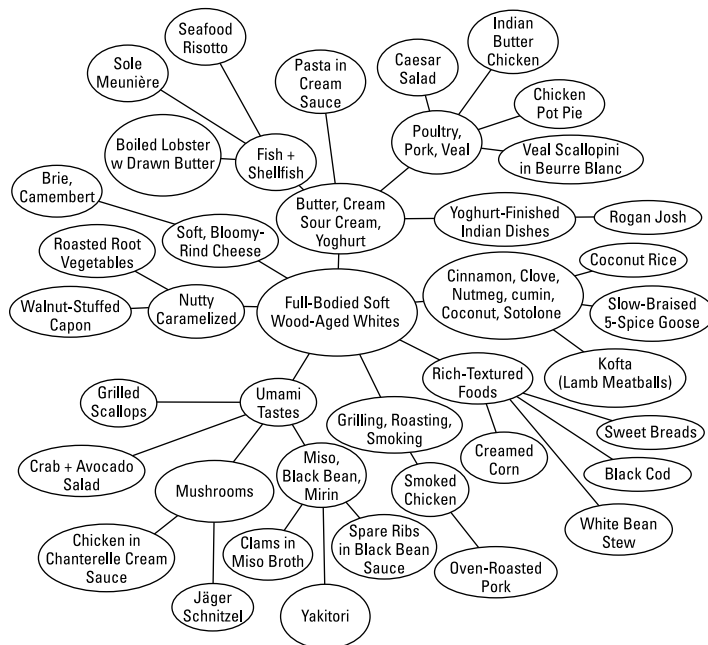 Seafood
Risotto
Indian
Butter
Chicken
Sole
Meunière
Pasta in
Cream
Sauce
Caesar
Salad
Chicken
Pot Pie
Boiled Lobster
w Drawn Butter
Fish +
Shellfish
Poultry,
Pork, Veal
Veal Scallopini
in Beurre Blanc
Brie,
Camembert
Butter, Cream
Sour Cream,
Yoghurt
Yoghurt-Finished
Indian Dishes
Rogan Josh
Soft, Bloomy-
Rind Cheese
Roasted Root
Vegetables
Coconut Rice
Cinnamon, Clove,
Nutmeg, cumin,
Coconut, Sotolone
Walnut-Stuffed
Capon
Nutty
Caramelized
Full-Bodied Soft
Wood-Aged Whites
Slow-Braised
5-Spice Goose
Kofta
(Lamb Meatballs)
Rich-Textured
Foods
Grilled
Scallops
Umami
Tastes
Grilling, Roasting,
Smoking
Sweet Breads
Creamed
Corn
Crab + Avocado
Salad
Miso,
Black Bean,
Mirin
Black Cod
Mushrooms
Smoked
Chicken
White Bean
Stew
Chicken in
Chanterelle Cream
Sauce
Clams in
Miso Broth
Spare Ribs
in Black Bean
Sauce
Oven-Roasted
Pork
Jäger
Schnitzel
Yakitori